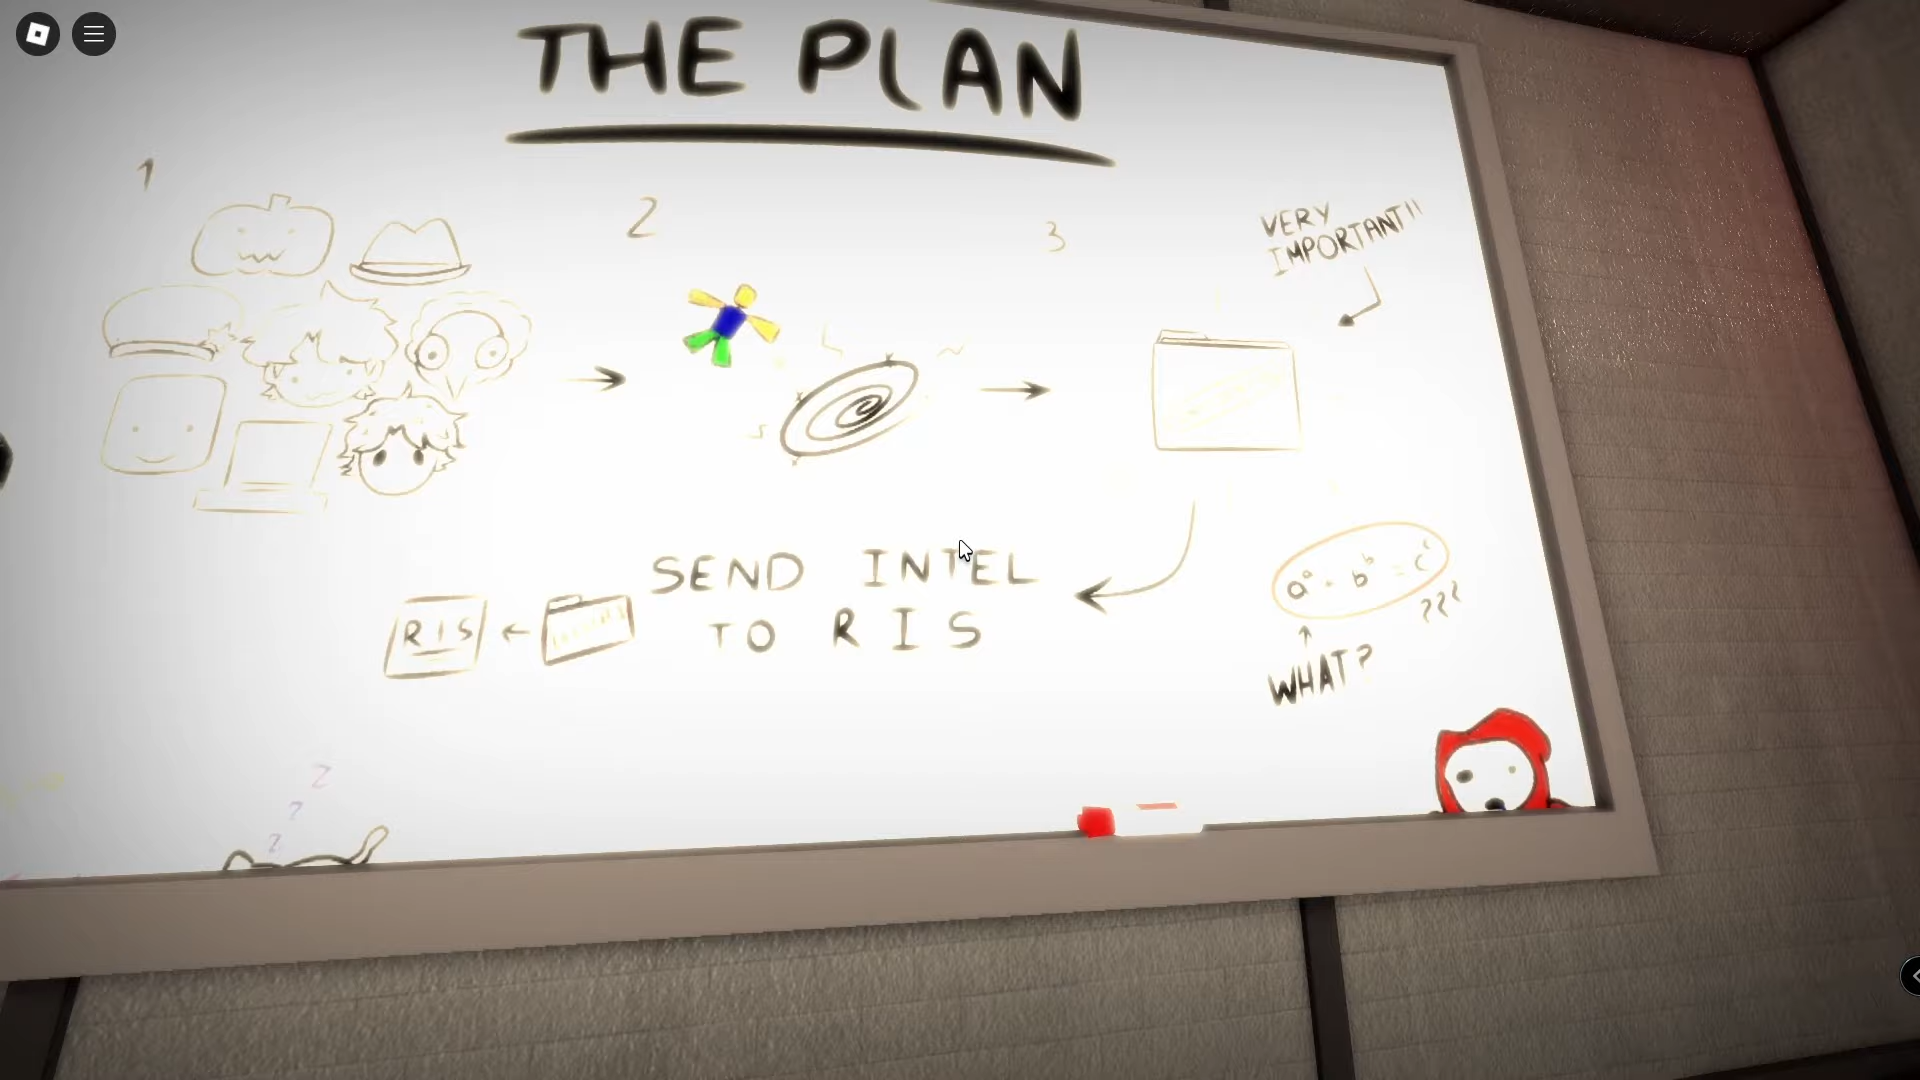 THE PLAN
1
2
3
VERY
IMPORTANT!!
SEND INTEL
TO RIS
RIS
WHAT?
???
z
z
z